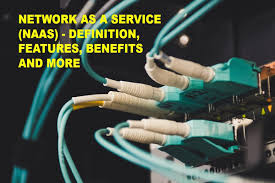 NETWORK AS A SERVICE
(NAAS) - DEFINITION,
FEATURES, BENEFITS
AND MORE